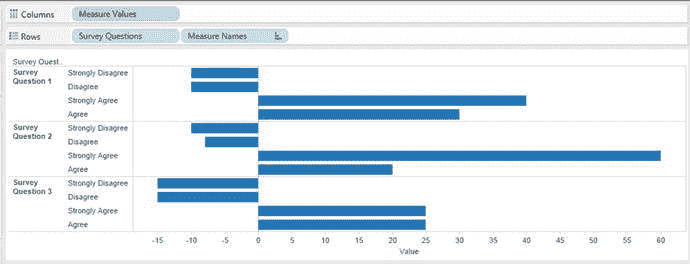 Columns Measure Values
Rows Survey Questions Measure Names
Survey Quest..
Survey Question 1
Strongly Disagree
Disagree
Strongly Agree
Agree
Survey Question 2
Strongly Disagree
Disagree
Strongly Agree
Agree
Survey Question 3
Strongly Disagree
Disagree
Strongly Agree
Agree
-15 -10 -5 0 5 10 15 20 25 30 35 40 45 50 55 60
Value